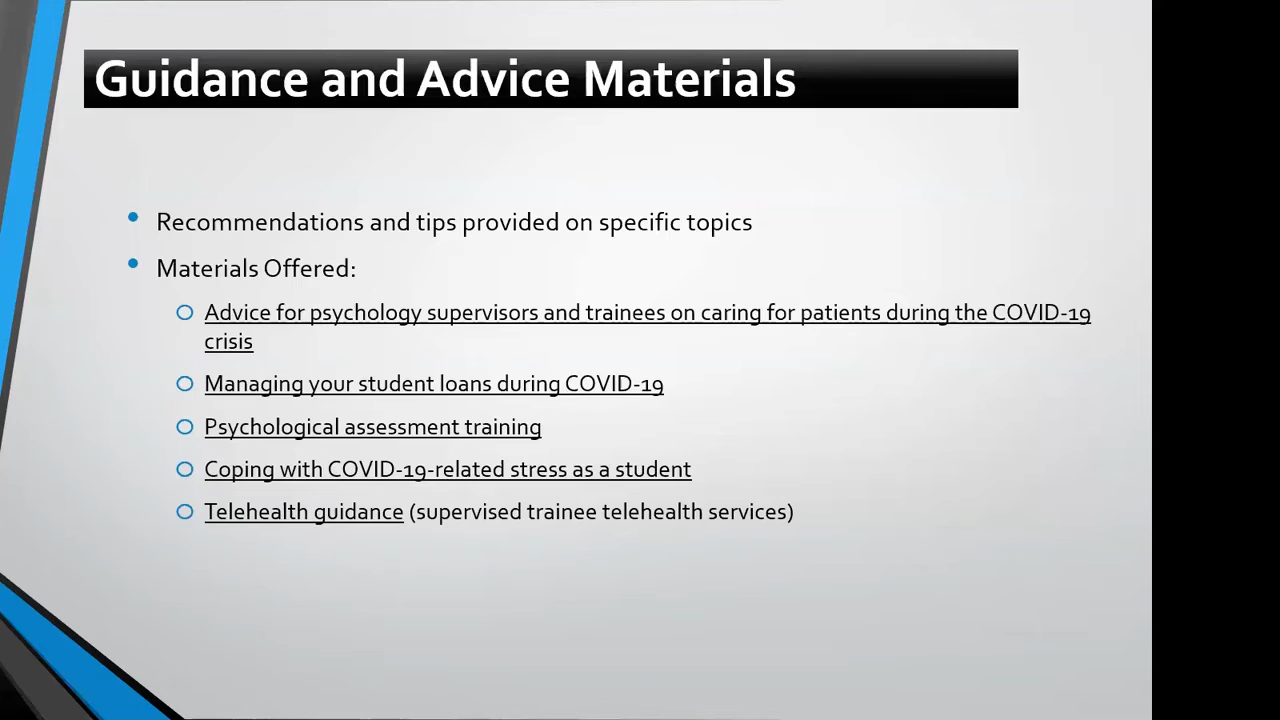 Guidance and Advice Materials
Recommendations and tips provided on specific topics
Materials Offered:
Advice for psychology supervisors and trainees on caring for patients during the COVID-19
crisis
Managing your student loans during COVID-19
Psychological assessment training
Coping with COVID-19-related stress as a student
Telehealth guidance (supervised trainee telehealth services)